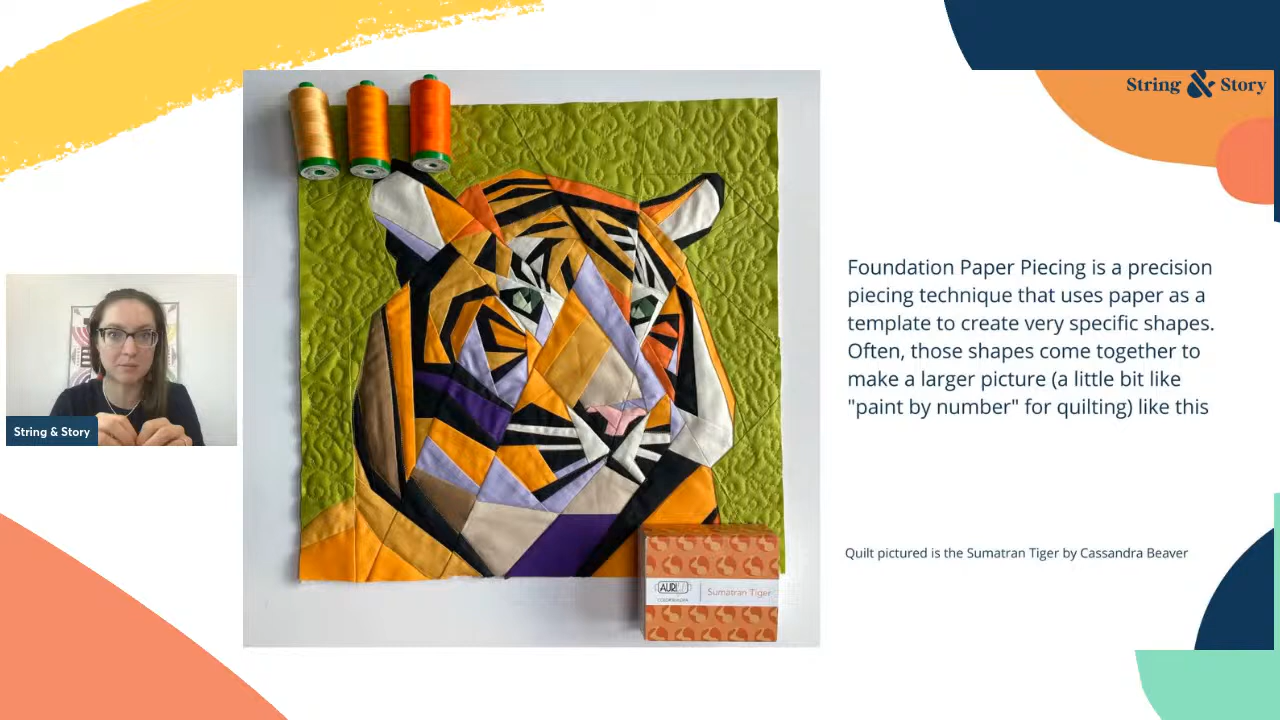 String & Story
Foundation Paper Piecing is a precision
piecing technique that uses paper as a
template to create very specific shapes.
Often, those shapes come together to
make a larger picture (a little bit like
"paint by number" for quilting) like this
String & Story
Quilt pictured is the Sumatran Tiger by Cassandra Beaver
Sumatran Tiger